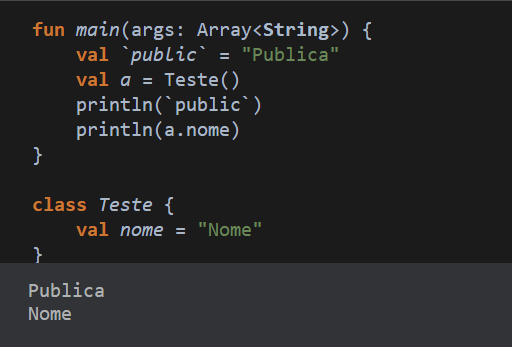 fun main(args: Array<String>) {
    val `public` = "Publica"
    val a = Teste()
    println(`public`)
    println(a.nome)
}

class Teste {
    val nome = "Nome"
}
Publica
Nome